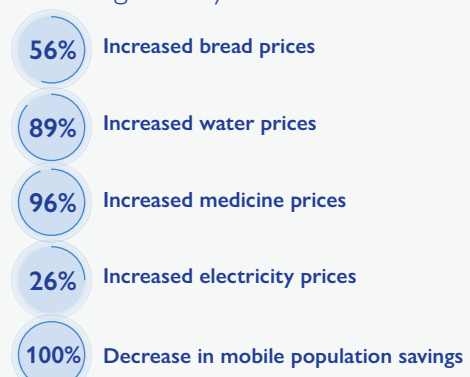 56% Increased bread prices
89% Increased water prices
96% Increased medicine prices
26% Increased electricity prices
100% Decrease in mobile population savings